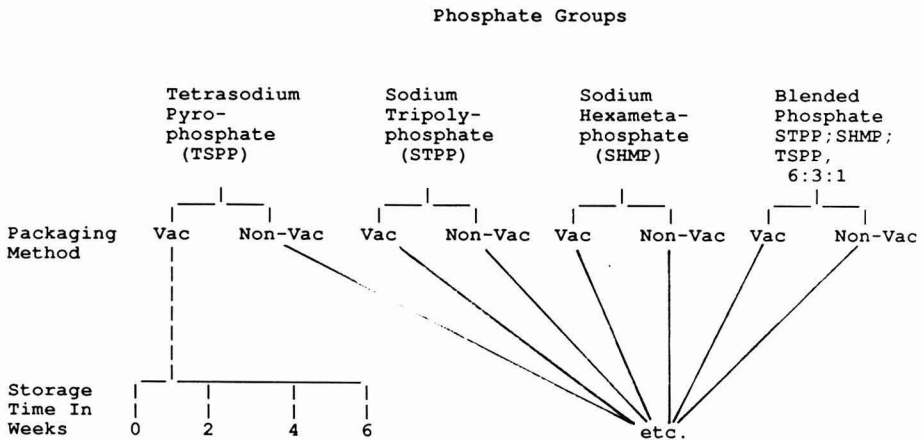 Phosphate Groups
Tetrasodium
Pyro-
phosphate
(TSPP)
Sodium
Tripoly-
phosphate
(STPP)
Sodium
Hexameta-
phosphate
(SHMP)
Blended
Phosphate
STPP;SHMP;
TSPP,
6:3:1
Packaging
Method
Vac Non-Vac Vac Non-Vac Vac Non-Vac Vac Non-Vac
Storage
Time In
Weeks
0 2 4 6
etc.